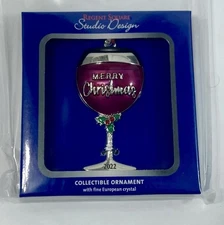 Studio Design
MERRY
Christmas
2022
COLLECTIBLE ORNAMENT
with fine European crystal